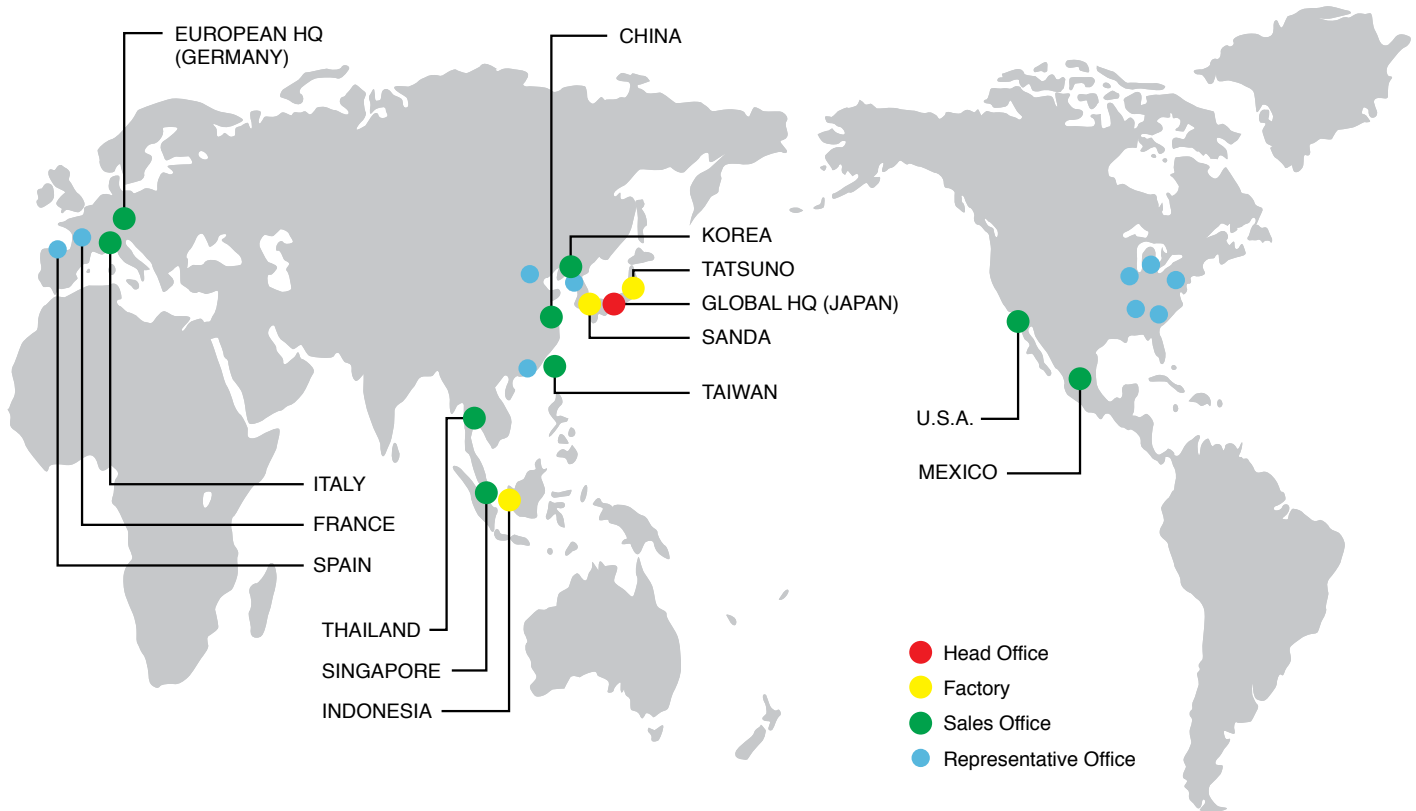 EUROPEAN HQ
(GERMANY)
CHINA
KOREA
TATSUNO
GLOBAL HQ (JAPAN)
SANDA
TAIWAN
U.S.A.
MEXICO
ITALY
FRANCE
SPAIN
THAILAND
SINGAPORE
INDONESIA
Head Office
Factory
Sales Office
Representative Office